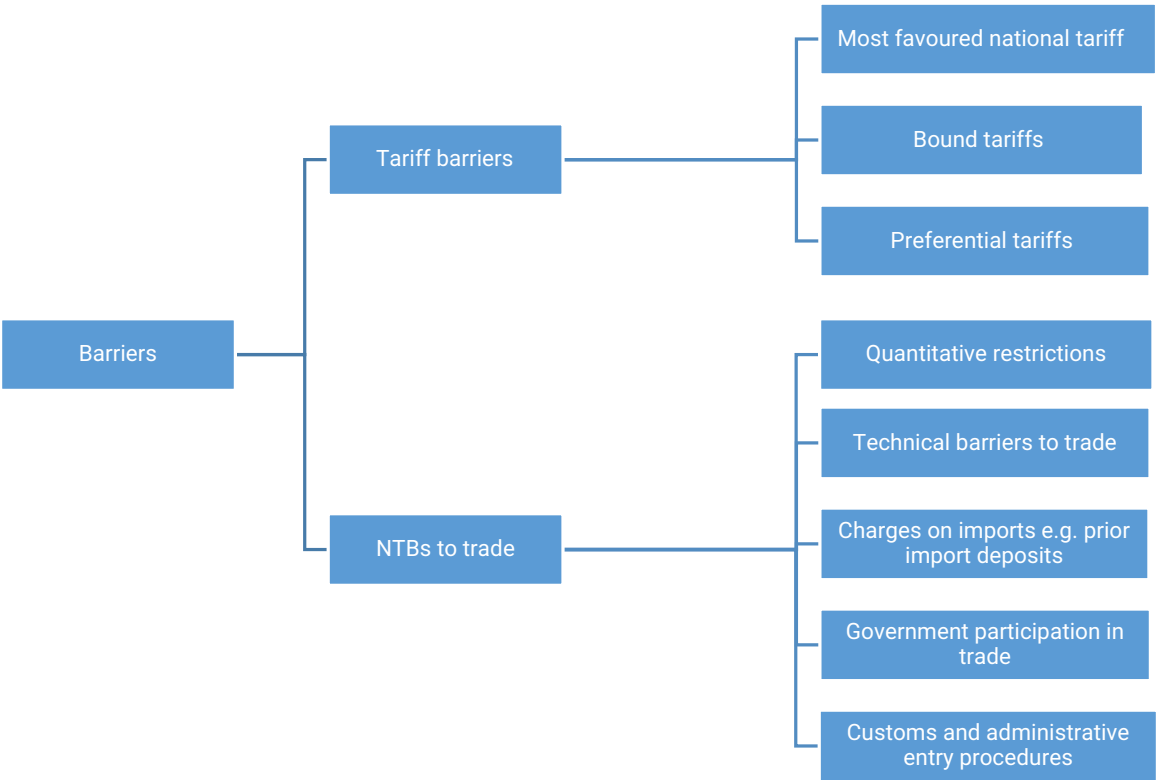 Most favoured national tariff
Bound tariffs
Tariff barriers
Preferential tariffs
Barriers
Quantitative restrictions
Technical barriers to trade
NTBs to trade
Charges on imports e.g. prior
import deposits
Government participation in
trade
Customs and administrative
entry procedures